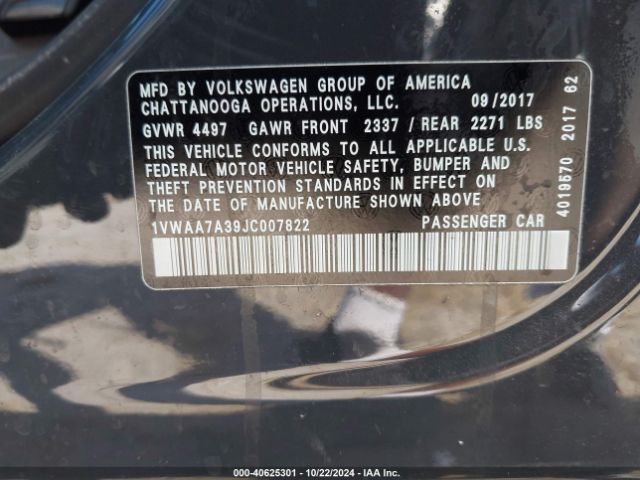 MFD BY VOLKSWAGEN GROUP OF AMERICA
CHATTANOOGA OPERATIONS, LLC. 09/2017
GVWR 4497 GAWR FRONT 2337 / REAR 2271 LBS
THIS VEHICLE CONFORMS TO ALL APPLICABLE U.S.
FEDERAL MOTOR VEHICLE SAFETY, BUMPER AND
THEFT PREVENTION STANDARDS IN EFFECT ON
THE DATE OF MANUFACTURE SHOWN ABOVE
1VWAA7A39JC007822 PASSENGER CAR
4019670 2017 62
000-40625301 - 10/22/2024 - IAA Inc.